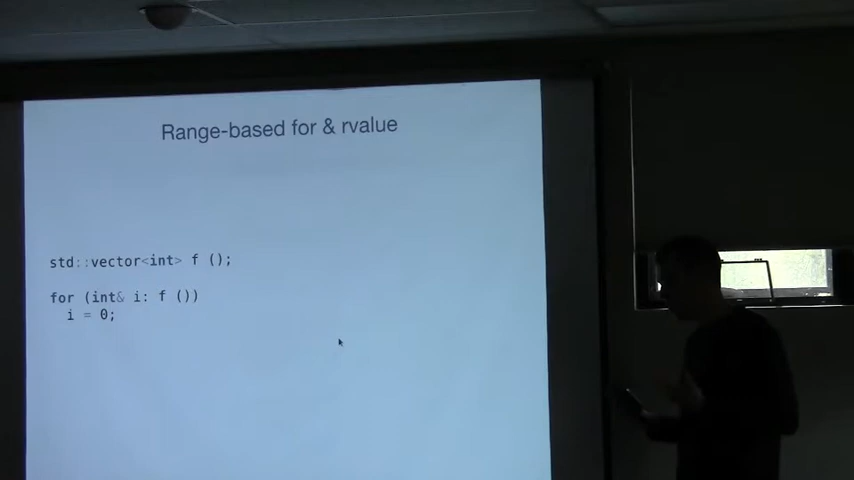 Range-based for & rvalue
std::vector<int> f ();
for (int& i: f ())
i = 0;